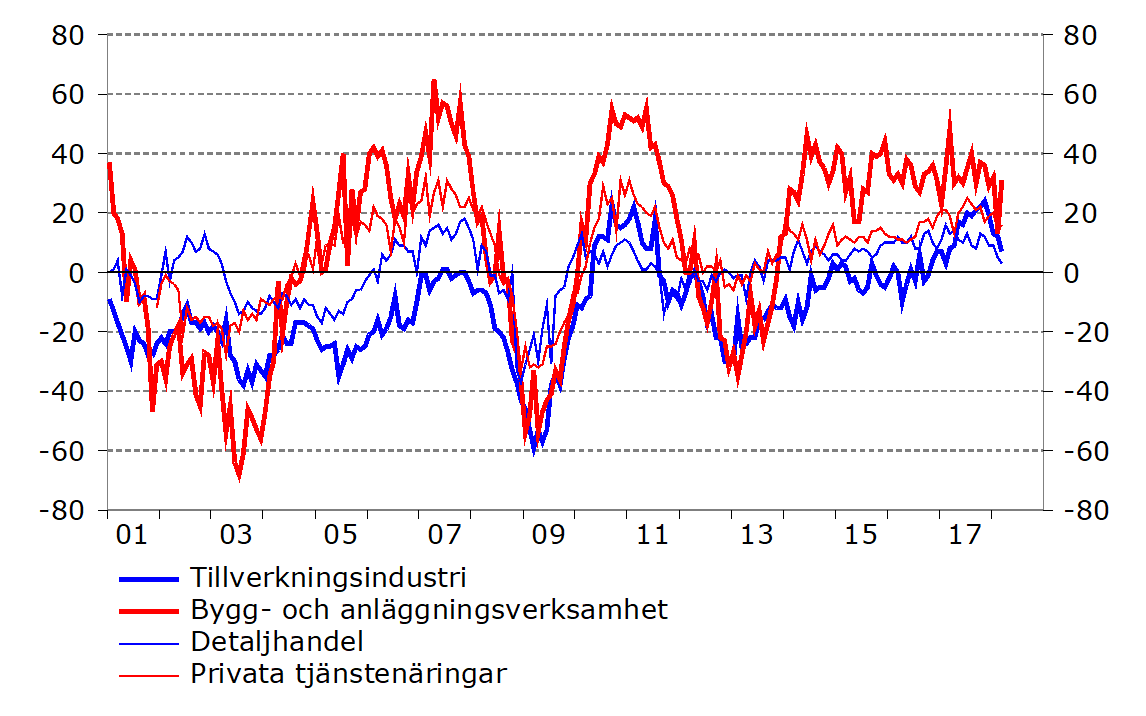 80 80
60 60
40 40
20 20
0 0
-20 -20
-40 -40
-60 -60
-80 -80
01 03 05 07 09 11 13 15 17
Tillverkningsindustri
Bygg- och anläggningsverksamhet
Detaljhandel
Privata tjänstenäringar